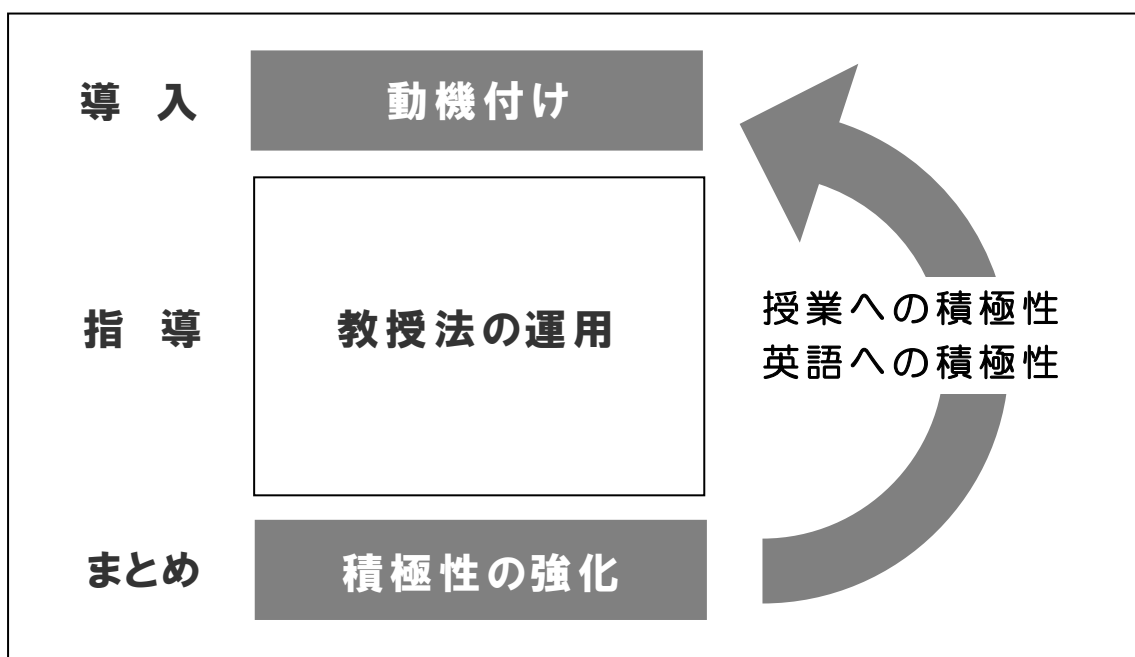 導 入
動機付け
指 導
教授法の運用
授業への積極性
英語への積極性
まとめ
積極性の強化